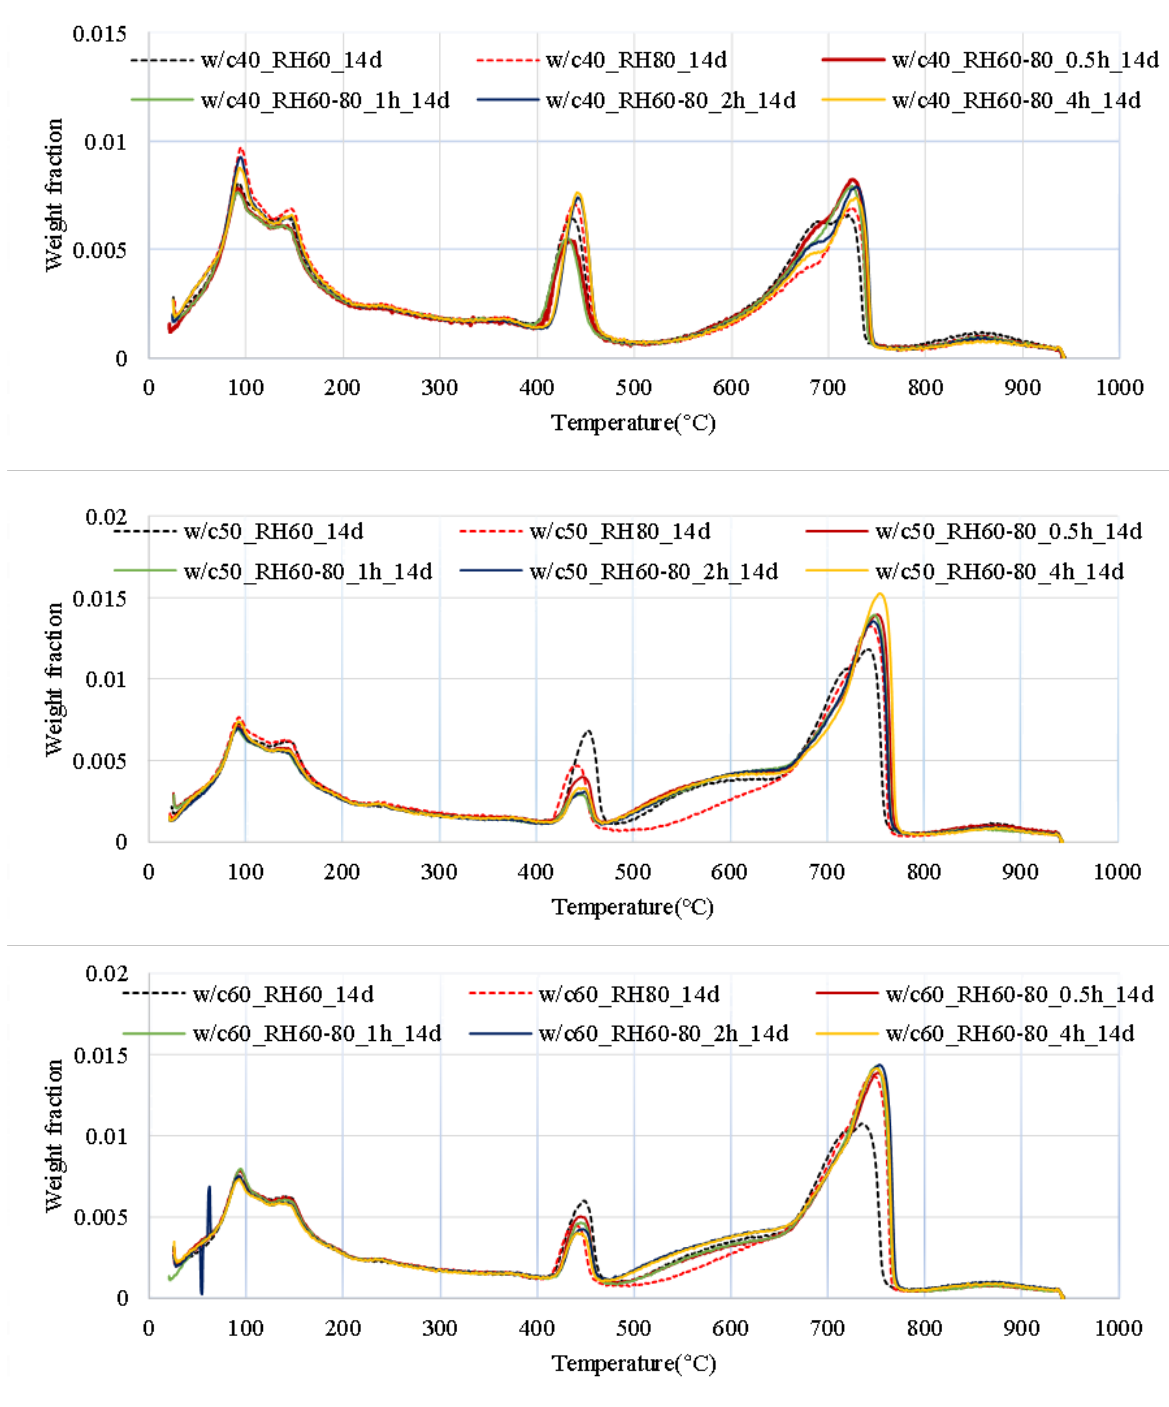 0.015
w/c40_RH60_14d w/c40_RH80_14d w/c40_RH60-80_0.5h_14d
w/c40_RH60-80_1h_14d w/c40_RH60-80_2h_14d w/c40_RH60-80_4h_14d
0.01
Weight fraction
0.005
0
0 100 200 300 400 500 600 700 800 900 1000
Temperature(°C)
0.02
w/c50_RH60_14d w/c50_RH80_14d w/c50_RH60-80_0.5h_14d
w/c50_RH60-80_1h_14d w/c50_RH60-80_2h_14d w/c50_RH60-80_4h_14d
0.015
Weight fraction
0.01
0.005
0
0 100 200 300 400 500 600 700 800 900 1000
Temperature(°C)
0.02
w/c60_RH60_14d w/c60_RH80_14d w/c60_RH60-80_0.5h_14d
w/c60_RH60-80_1h_14d w/c60_RH60-80_2h_14d w/c60_RH60-80_4h_14d
0.015
Weight fraction
0.01
0.005
0
0 100 200 300 400 500 600 700 800 900 1000
Temperature(°C)